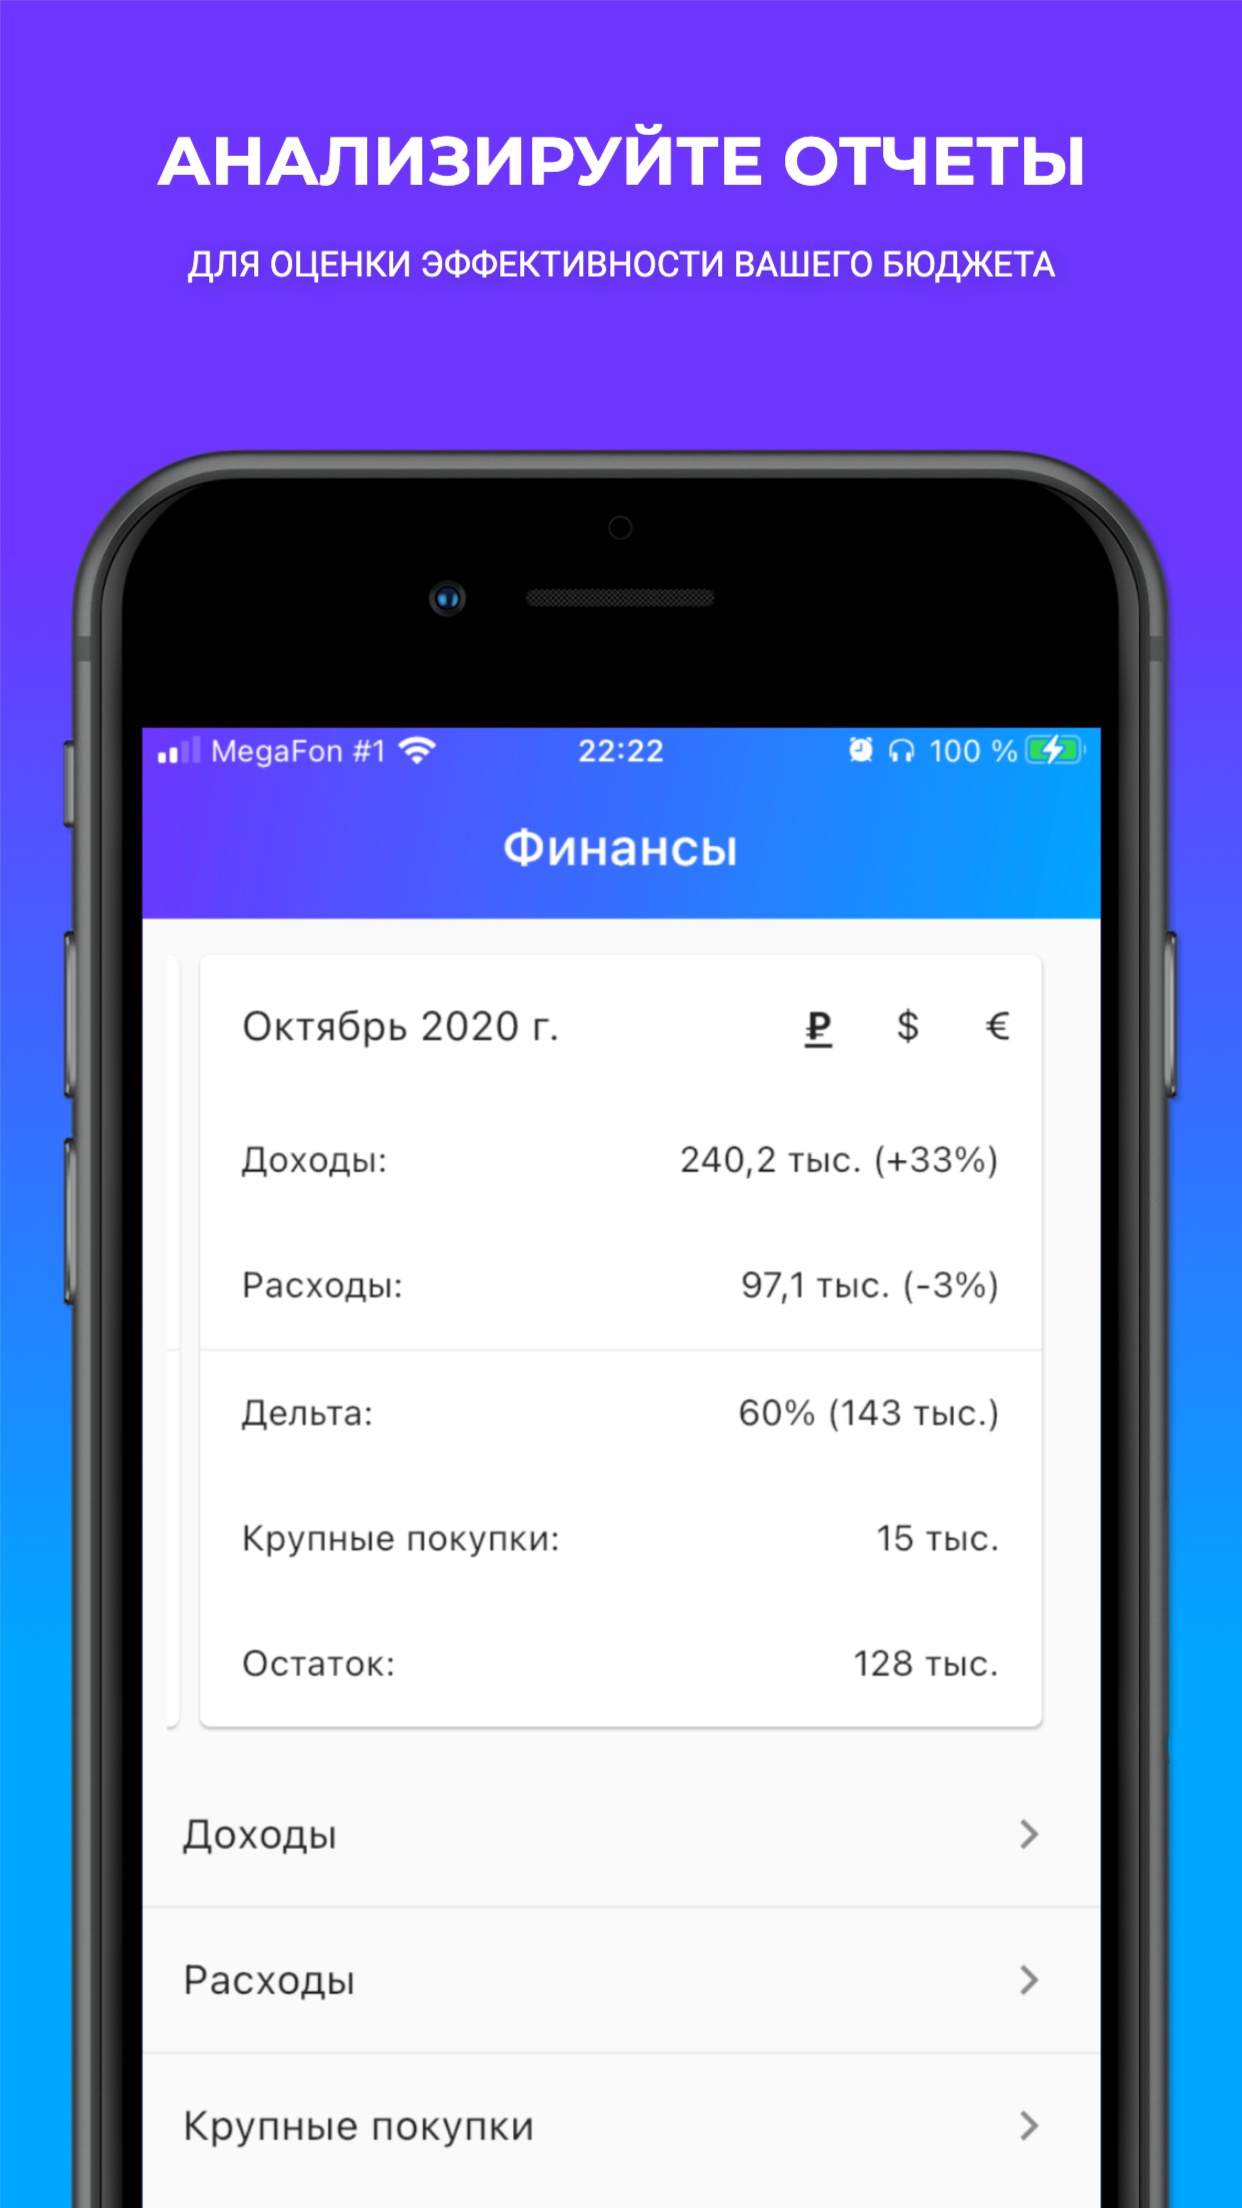 АНАЛИЗИРУЙТЕ ОТЧЕТЫ
ДЛЯ ОЦЕНКИ ЭФФЕКТИВНОСТИ ВАШЕГО БЮДЖЕТА
MegaFon #1 22:22 100 %
Финансы
Октябрь 2020 г. ₽ $ €
Доходы: 240,2 тыс. (+33%)
Расходы: 97,1 тыс. (-3%)
Дельта: 60% (143 тыс.)
Крупные покупки: 15 тыс.
Остаток: 128 тыс.
Доходы
Расходы
Крупные покупки